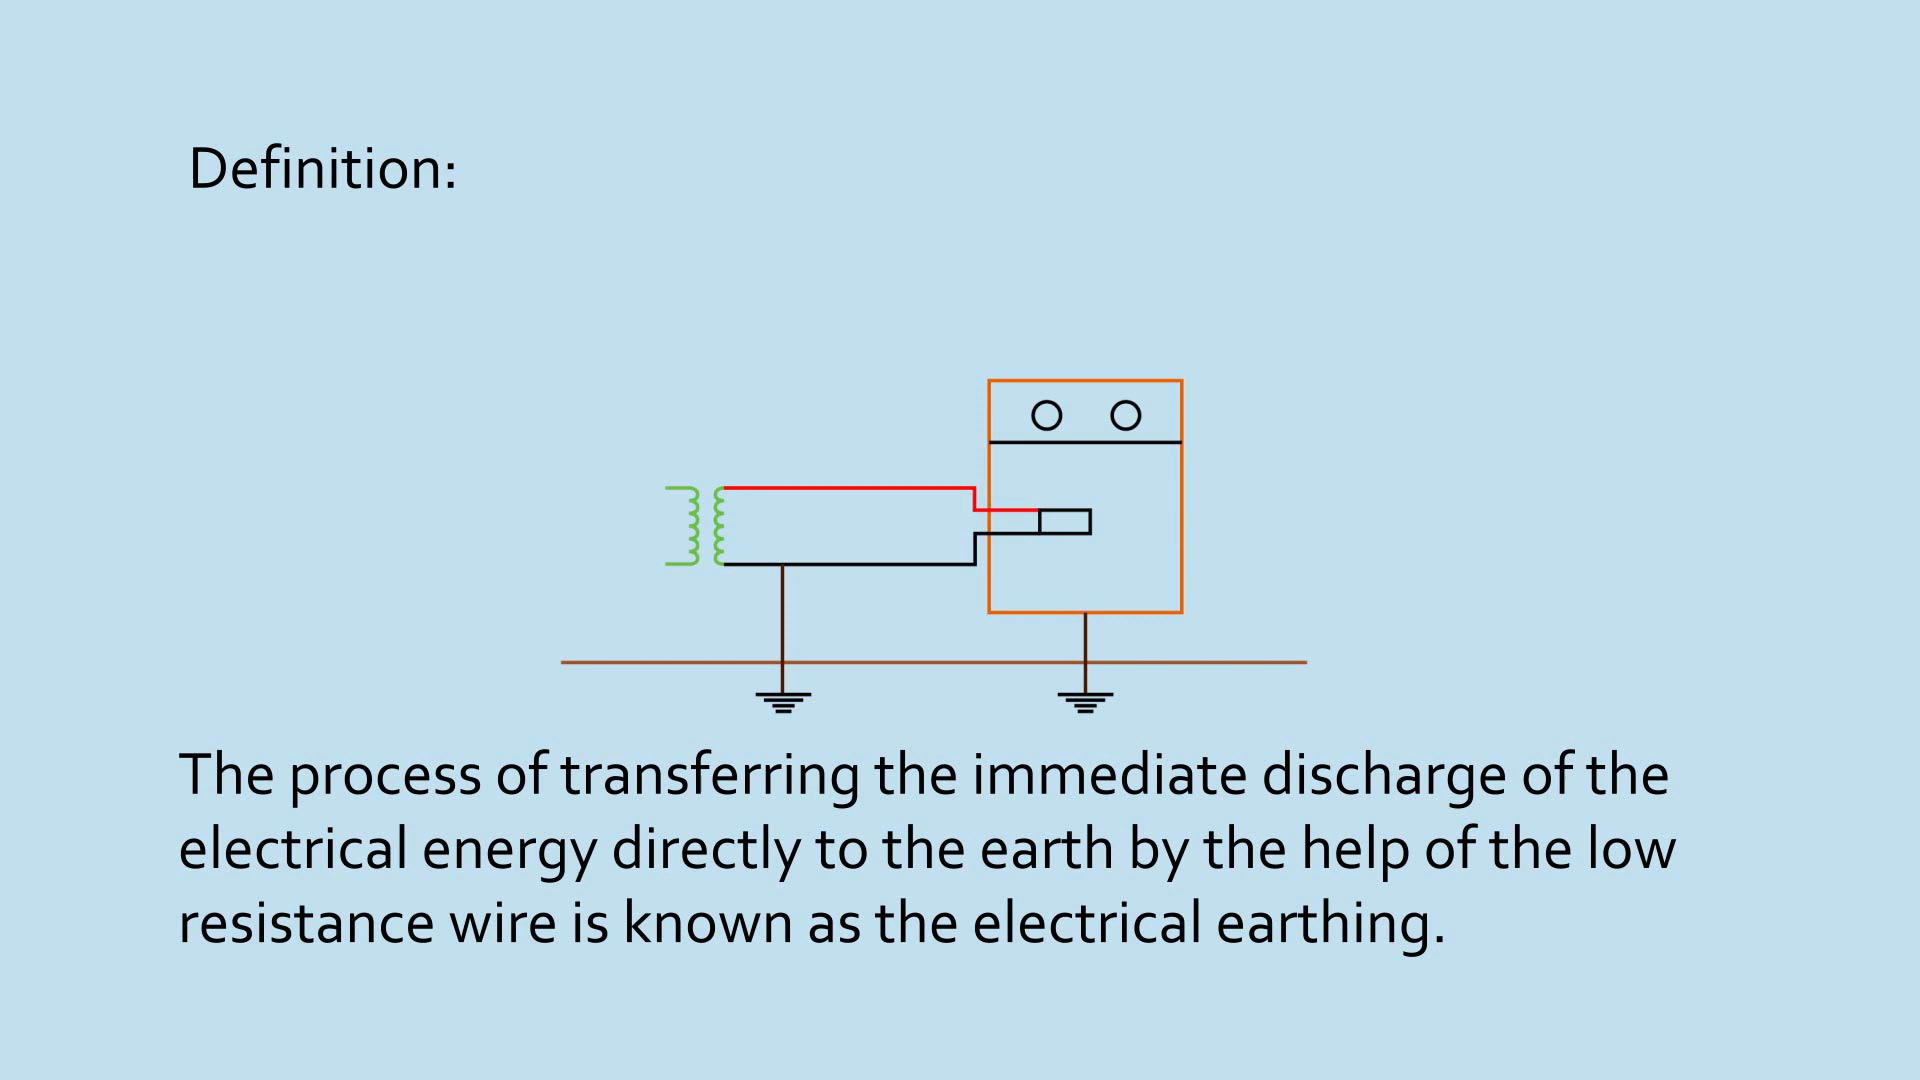 Definition:
The process of transferring the immediate discharge of the
electrical energy directly to the earth by the help of the low
resistance wire is known as the electrical earthing.